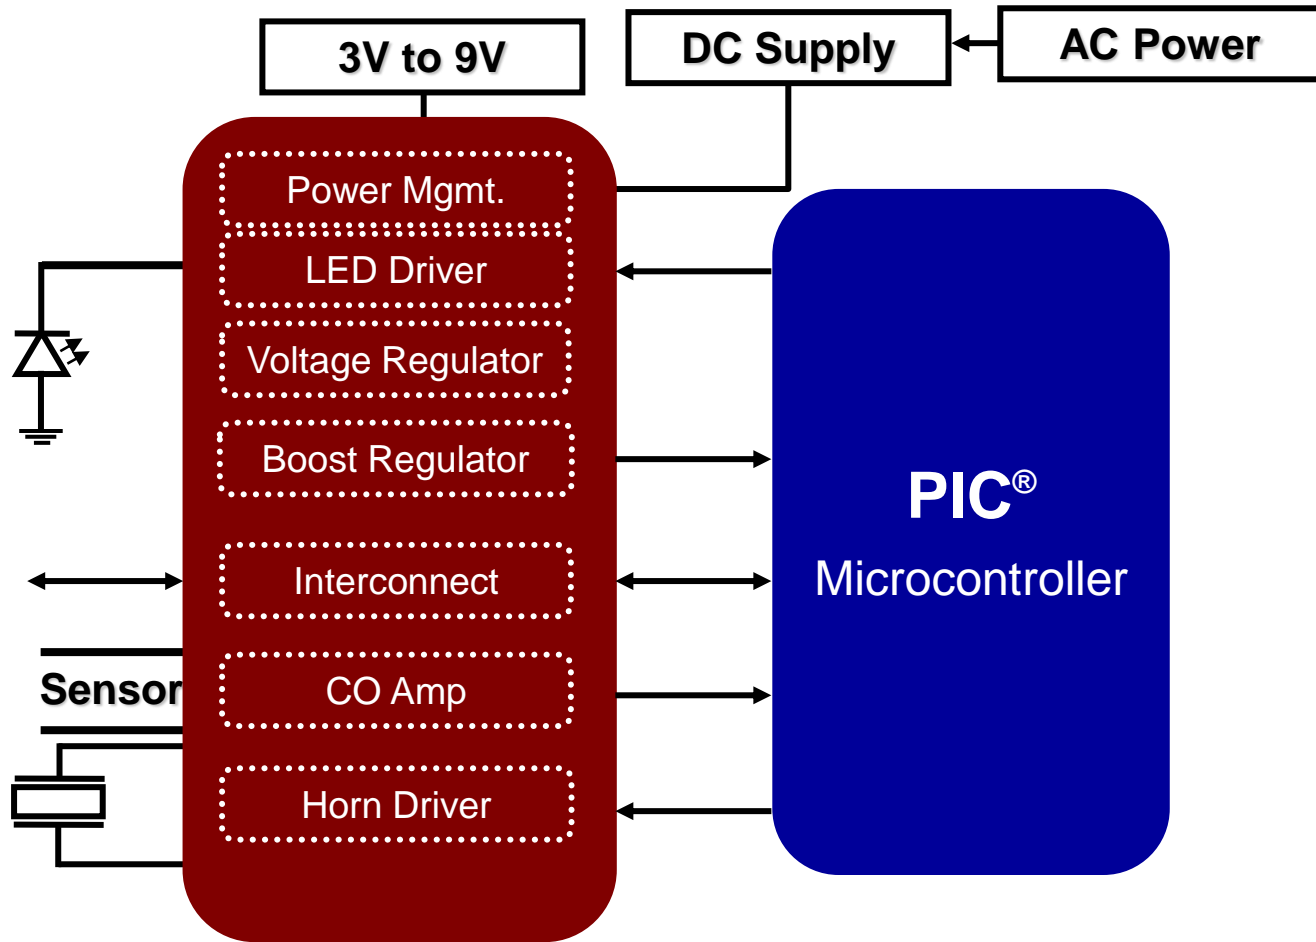 3V to 9V
DC Supply
AC Power
Power Mgmt.
LED Driver
Voltage Regulator
Boost Regulator
Interconnect
Sensor
CO Amp
Horn Driver
PIC®
Microcontroller